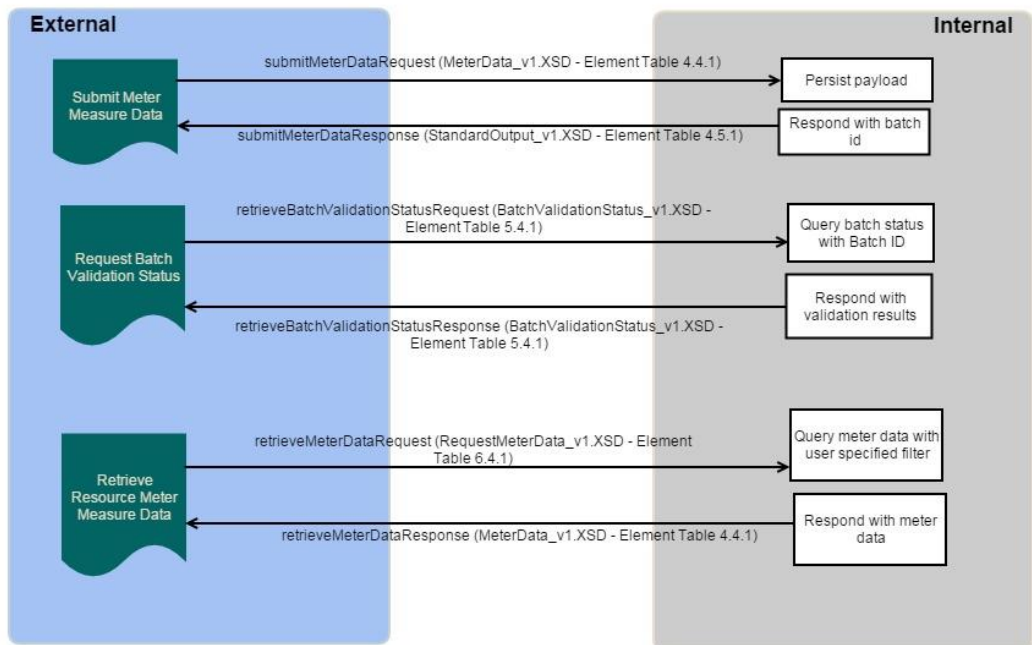 External
Internal
submitMeterDataRequest (MeterData_v1.XSD - Element Table 4.4.1)
Submit Meter
Measure Data
Persist payload
submitMeterDataResponse (StandardOutput_v1.XSD - Element Table 4.5.1)
Respond with batch
id
retrieveBatchValidationStatusRequest (BatchValidationStatus_v1.XSD -
Element Table 5.4.1)
Request Batch
Validation Status
Query batch status
with Batch ID
retrieveBatchValidationStatusResponse (BatchValidationStatus_v1.XSD -
Element Table 5.4.1)
Respond with
validation results
retrieveMeterDataRequest (RequestMeterData_v1.XSD - Element
Table 6.4.1)
Retrieve
Resource Meter
Measure Data
Query meter data with
user specified filter
retrieveMeterDataResponse (MeterData_v1.XSD - Element Table 4.4.1)
Respond with meter
data